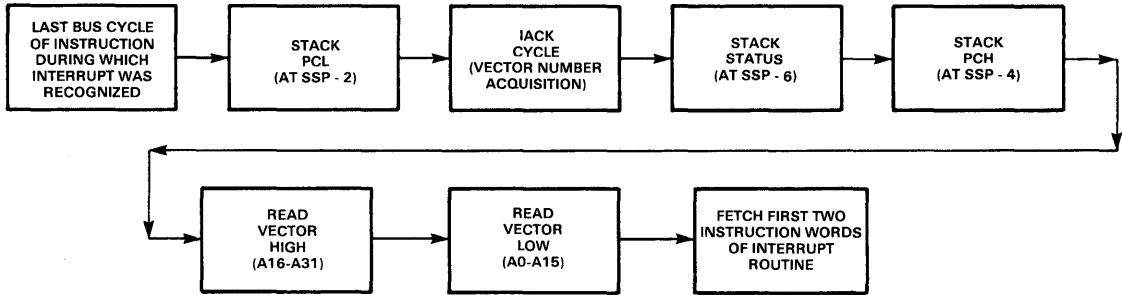 LAST BUS CYCLE
OF INSTRUCTION
DURING WHICH
INTERRUPT WAS
RECOGNIZED
STACK
PCL
(AT SSP - 2)
IACK
CYCLE
(VECTOR NUMBER
ACQUISITION)
STACK
STATUS
(AT SSP - 6)
STACK
PCH
(AT SSP - 4)
READ
VECTOR
HIGH
(A16-A31)
READ
VECTOR
LOW
(A0-A15)
FETCH FIRST TWO
INSTRUCTION WORDS
OF INTERRUPT
ROUTINE